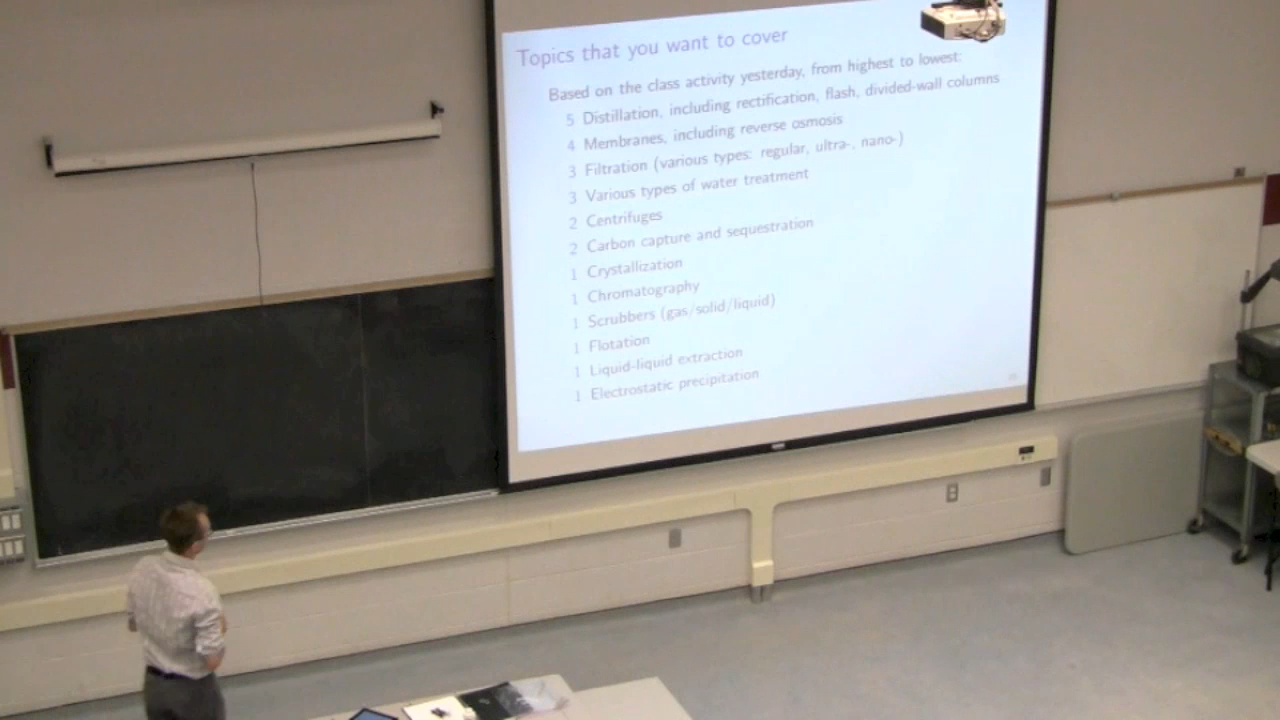 Topics that you want to cover
Based on the class activity yesterday, from highest to lowest:
5 Distillation, including rectification, flash, divided-wall columns
4 Membranes, including reverse osmosis
3 Filtration (various types: regular, ultra-, nano-)
3 Various types of water treatment
2 Centrifuges
2 Carbon capture and sequestration
1 Crystallization
1 Chromatography
1 Scrubbers (gas/solid/liquid)
1 Flotation
1 Liquid-liquid extraction
1 Electrostatic precipitation